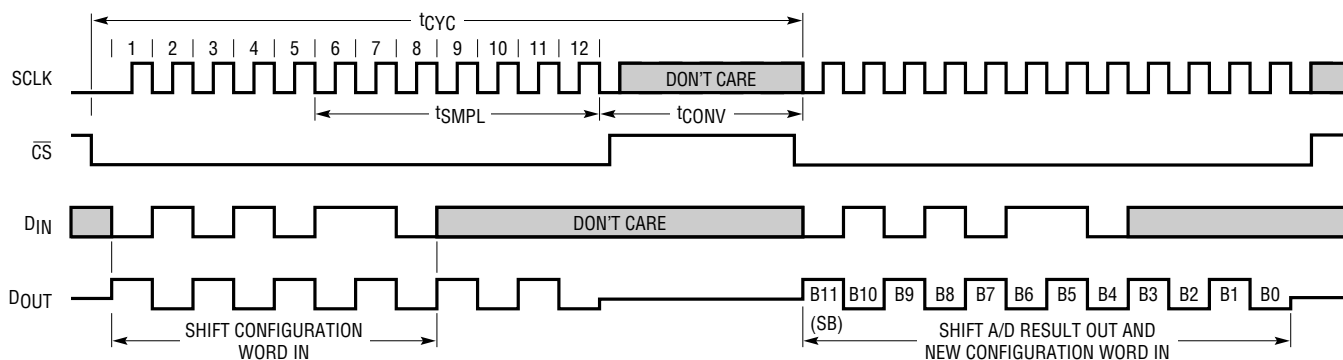 tCYC
1 2 3 4 5 6 7 8 9 10 11 12
SCLK
DON'T CARE
tSMPL
tCONV
CS
DIN
DON'T CARE
DOUT
B11 B10 B9 B8 B7 B6 B5 B4 B3 B2 B1 B0
(SB)
SHIFT CONFIGURATION
WORD IN
SHIFT A/D RESULT OUT AND
NEW CONFIGURATION WORD IN